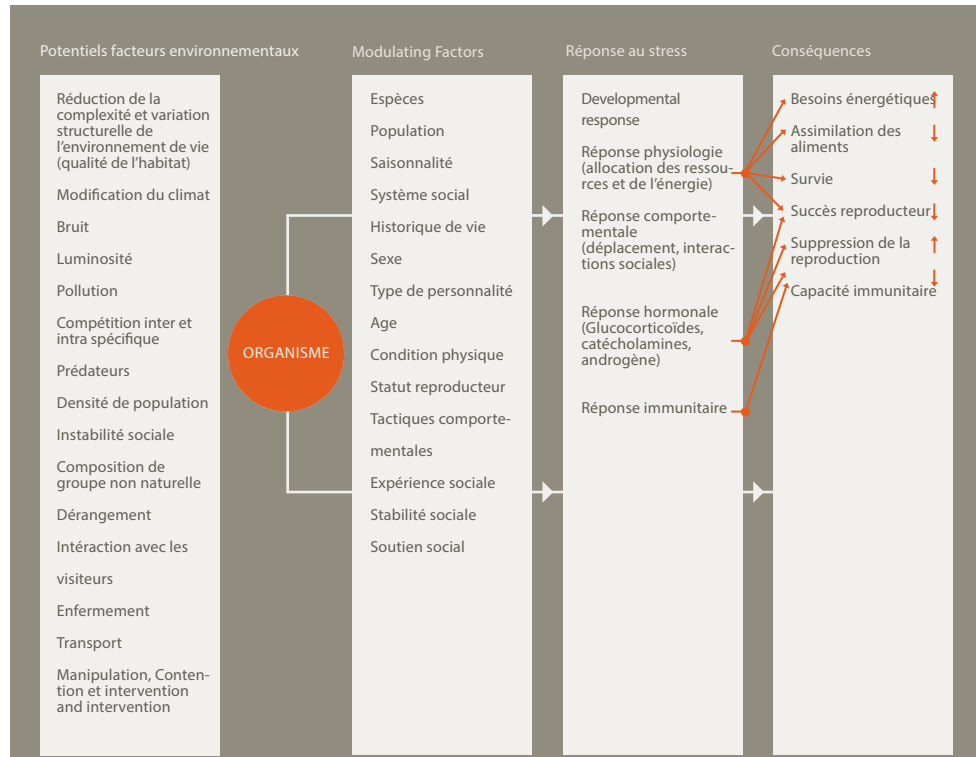 Potentiels facteurs environnementaux
Réduction de la
complexité et variation
structurelle de
l'environnement de vie
(qualité de l'habitat)
Modification du climat
Bruit
Luminosité
Pollution
Compétition inter et
intra spécifique
Prédateurs
Densité de population
Instabilité sociale
Composition de
groupe non naturelle
Dérangement
Intéraction avec les
visiteurs
Enfermement
Transport
Manipulation, Conten-
tion et intervention
and intervention
ORGANISME
Modulating Factors
Espèces
Population
Saisonnalité
Système social
Historique de vie
Sexe
Type de personnalité
Age
Condition physique
Statut reproducteur
Tactiques comporte-
mentales
Expérience sociale
Stabilité sociale
Soutien social
Réponse au stress
Developmental
response
Réponse physiologie
(allocation des ressou-
rces et de l'énergie)
Réponse comporte-
mentale
(déplacement, interac-
tions sociales)
Réponse hormonale
(Glucocorticoïdes,
catécholamines,
androgène)
Réponse immunitaire
Conséquences
Besoins énergétiques
Assimilation des
aliments
Survie
Succès reproducteur
Suppression de la
reproduction
Capacité immunitaire